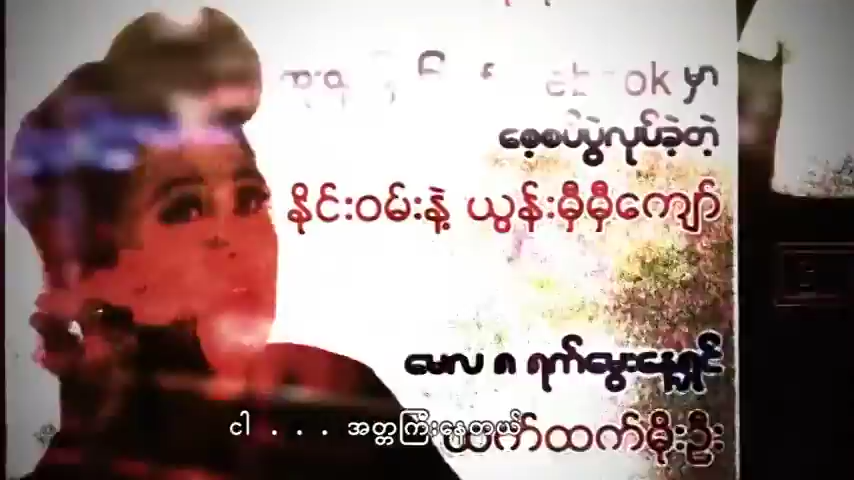 မှာ
စေ့စပ်ပွဲလုပ်ခဲ့တဲ့
နိုင်းဝမ်းနဲ့ ယွန်းမှီမှီကျော်
မေလ ၈ ရက်မွေးနေ့ရှင်
ထက်ထက်မိုးဦး
ငါ . . . အတ္တကြီးနေတယ်